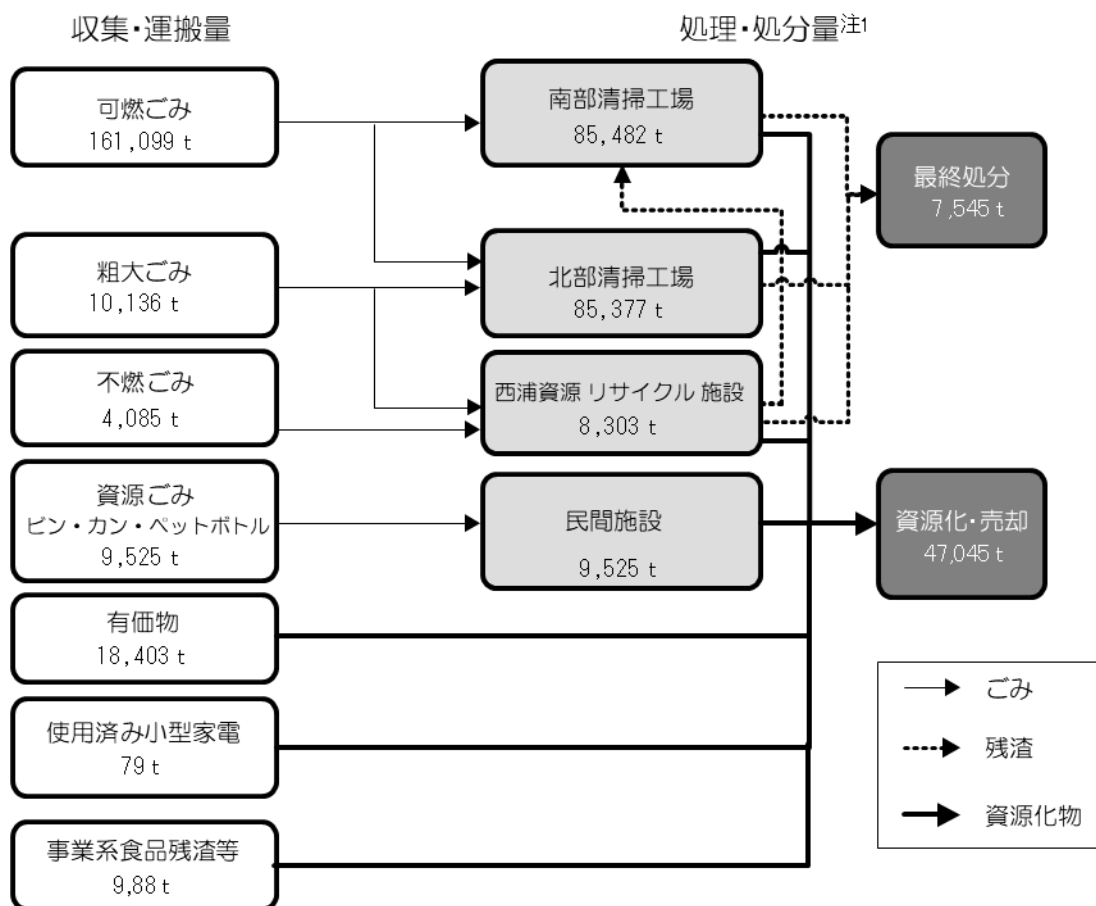 収集・運搬量
処理・処分量注1
可燃ごみ
161,099 t
粗大ごみ
10,136 t
不燃ごみ
4,085 t
資源ごみ
ビン・カン・ペットボトル
9,525 t
有価物
18,403 t
使用済み小型家電
79 t
事業系食品残渣等
9,88 t
南部清掃工場
85,482 t
北部清掃工場
85,377 t
西浦資源 リサイクル 施設
8,303 t
民間施設
9,525 t
最終処分
7,545 t
資源化・売却
47,045 t
ごみ
残渣
資源化物